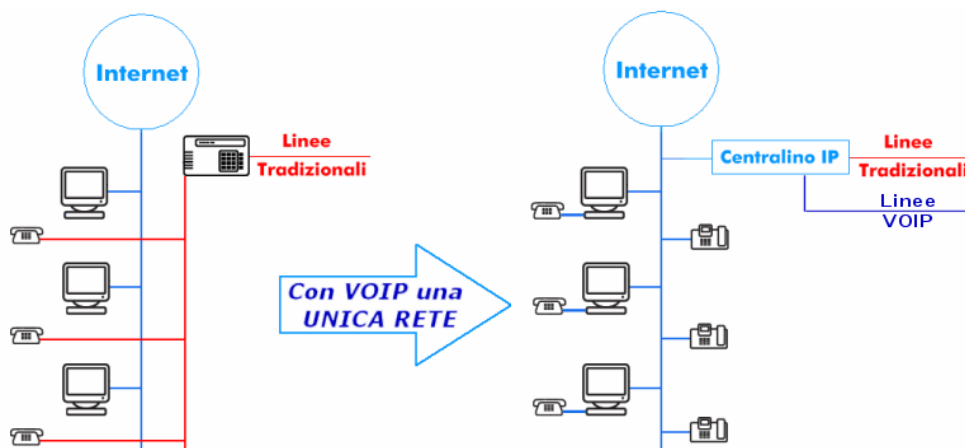 Internet
Linee
Tradizionali
Con VOIP una
UNICA RETE
Internet
Centralino IP
Linee
Tradizionali
Linee
VOIP